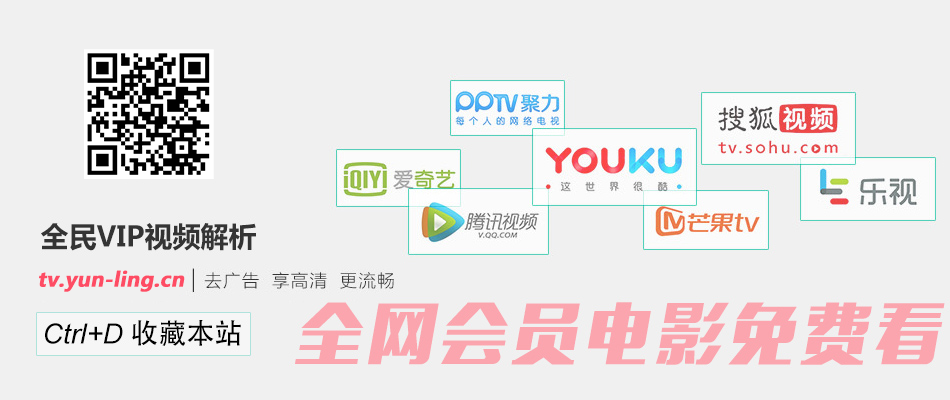 全民VIP视频解析
tv.yun-ling.cn | 去广告 享高清 更流畅
Ctrl+D 收藏本站
PPTV聚力
每个人的网络电视
iQIYI 爱奇艺
YOUKU
·这世界很酷·
搜狐视频
tv.sohu.com
腾讯视频
V.QQ.COM
芒果tv
乐视
全网会员电影免费看